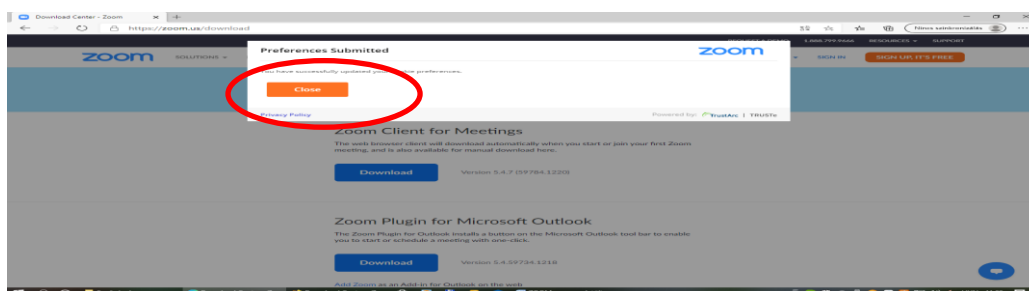 Download Center - Zoom
https://zoom.us/download
Nincs szinkronizálás
REQUEST A DEMO 1.888.799.9666 RESOURCES SUPPORT
zoom SOLUTIONS SIGN IN SIGN UP, IT'S FREE
Preferences Submitted
zoom
You have successfully updated your preferences.
Close
Privacy Policy
Powered by: TrustArc | TRUSTe
Zoom Client for Meetings
The web browser client will download automatically when you start or join your first Zoom
meeting, and is also available for manual download here.
Download Version 5.4.7 (59784.1220)
Zoom Plugin for Microsoft Outlook
The Zoom Plugin for Outlook installs a button on the Microsoft Outlook tool bar to enable
you to start or schedule a meeting with one-click.
Download Version 5.4.59734.1216
Add Zoom as an Add-in for Outlook on the web